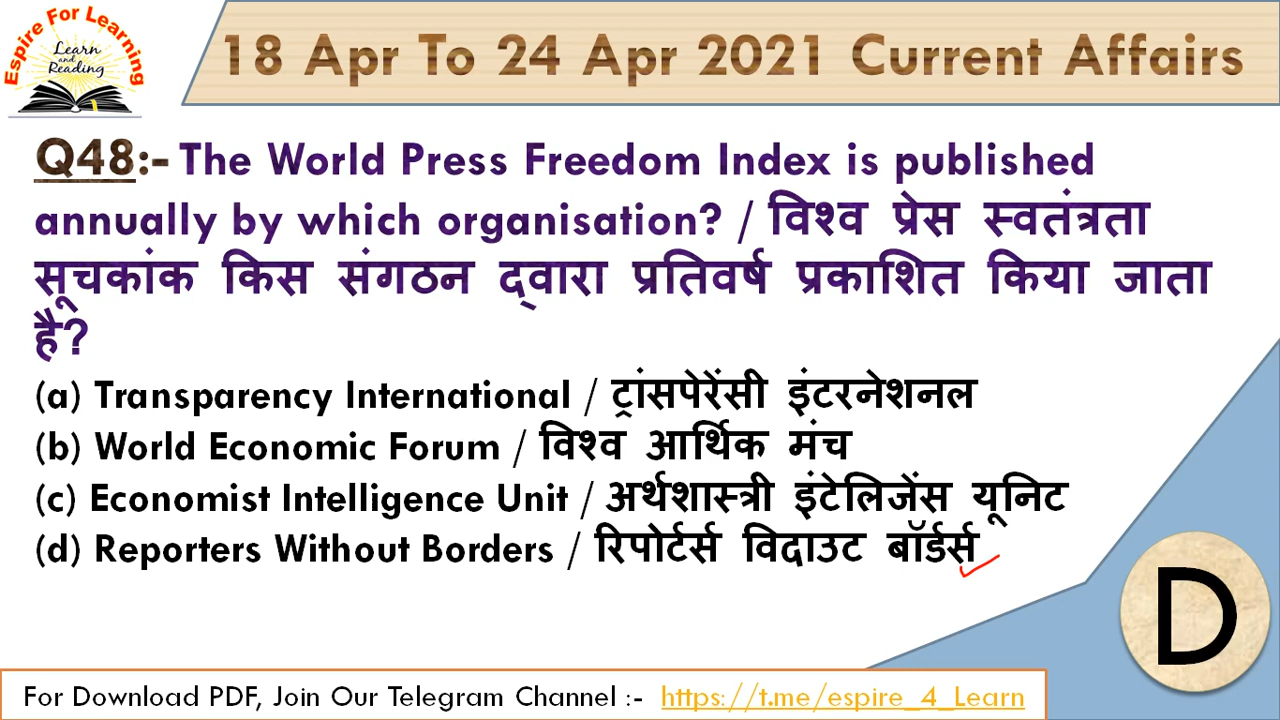 Espire For Learning
Learn
and
Reading
18 Apr To 24 Apr 2021 Current Affairs
Q48:- The World Press Freedom Index is published
annually by which organisation? / विश्व प्रेस स्वतंत्रता
सूचकांक किस संगठन द्वारा प्रतिवर्ष प्रकाशित किया जाता
है?
(a) Transparency International / ट्रांसपेरेंसी इंटरनेशनल
(b) World Economic Forum / विश्व आर्थिक मंच
(c) Economist Intelligence Unit / अर्थशास्त्री इंटेलिजेंस यूनिट
(d) Reporters Without Borders / रिपोर्टर्स विदाउट बॉर्डर्स
D
For Download PDF, Join Our Telegram Channel :- https://t.me/espire_4_Learn